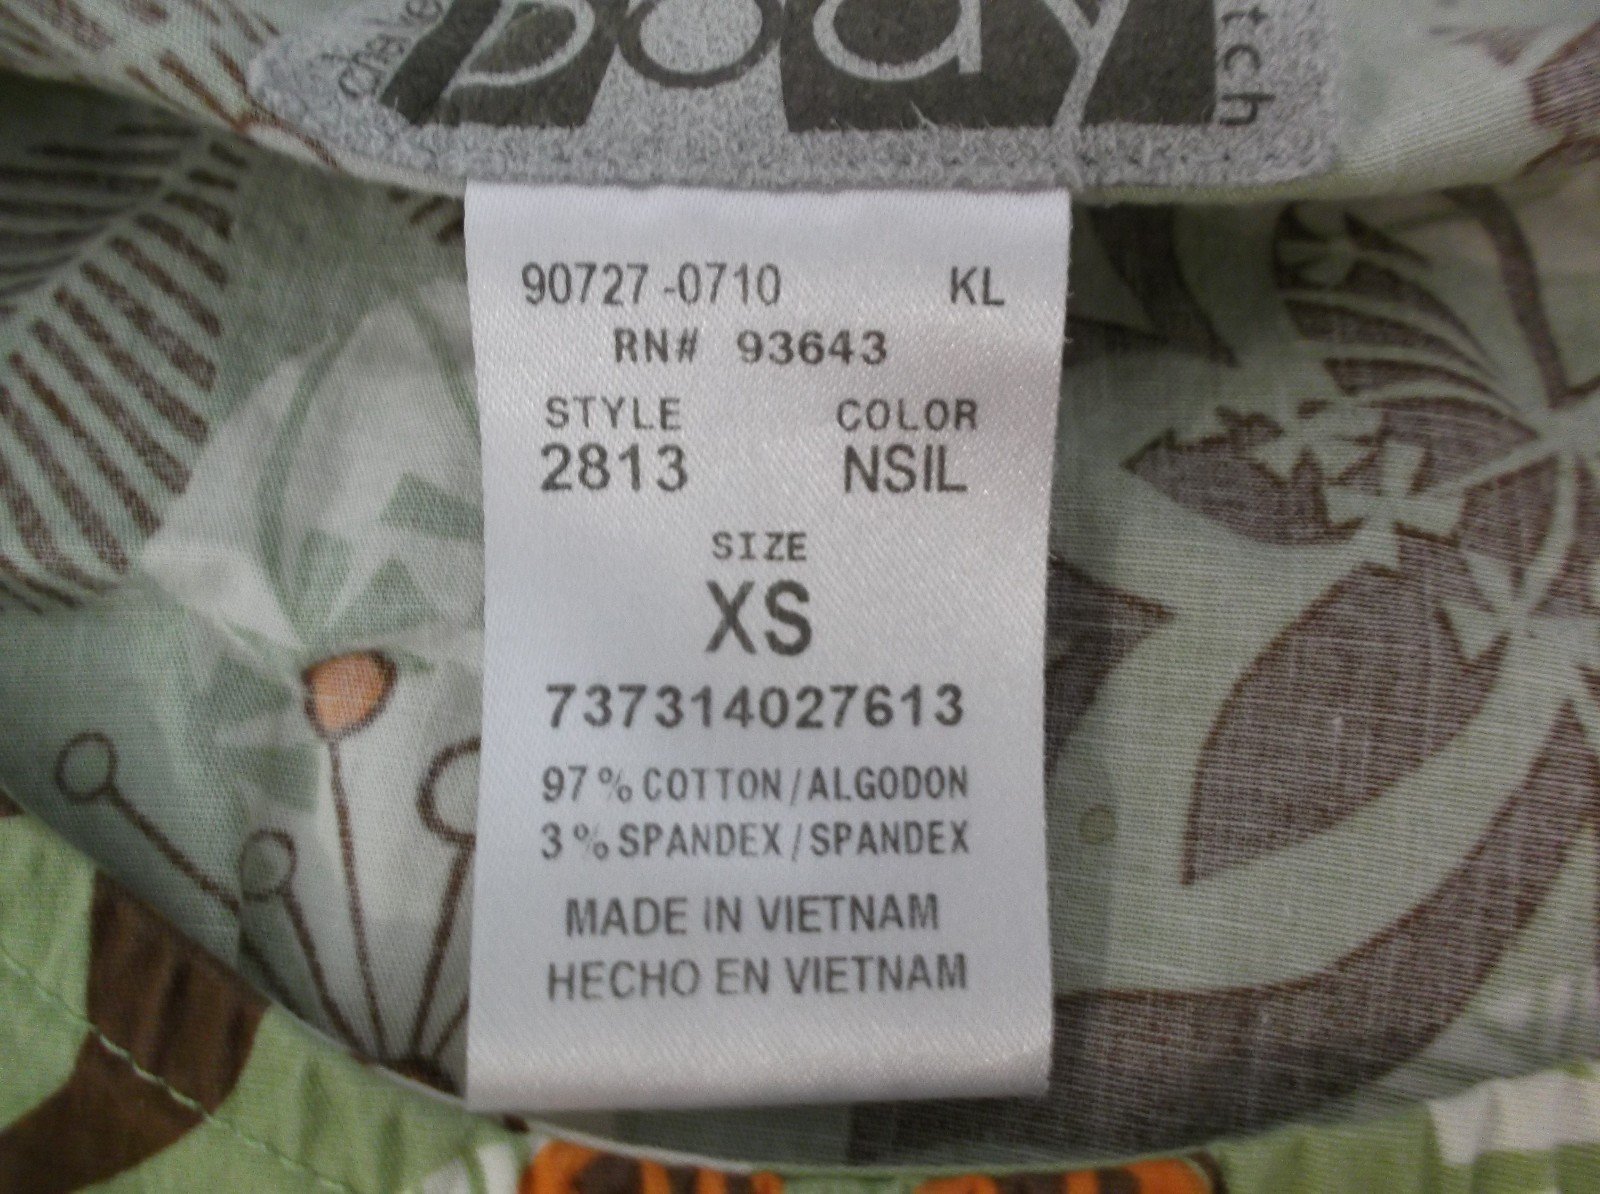 body
90727-0710 KL
RN# 93643
STYLE COLOR
2813 NSIL
SIZE
XS
737314027613
97% COTTON/ALGODON
3% SPANDEX/SPANDEX
MADE IN VIETNAM
HECHO EN VIETNAM